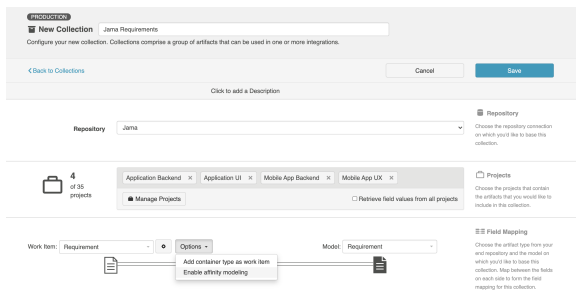 PRODUCTION
New Collection Jama Requirements
Configure your new collection. Collections comprise a group of artifacts that can be used in one or more integrations.
Back to Collections
Cancel
Save
Click to add a Description
Repository
Jama
Repository
Choose the repository connection
on which you'd like to base this
collection.
4
of 35
projects
Application Backend ×
Application UI ×
Mobile App Backend ×
Mobile App UX ×
Manage Projects
Retrieve field values from all projects
Projects
Choose the projects that contain
the artifacts that you would like to
include in this collection.
Work Item: Requirement
Options
Add container type as work item
Enable affinity modeling
Model: Requirement
Field Mapping
Choose the artifact type from your
end repository and the model on
which you'd like to base this
collection. Map between the fields
on each side to form the field
mapping for this collection.